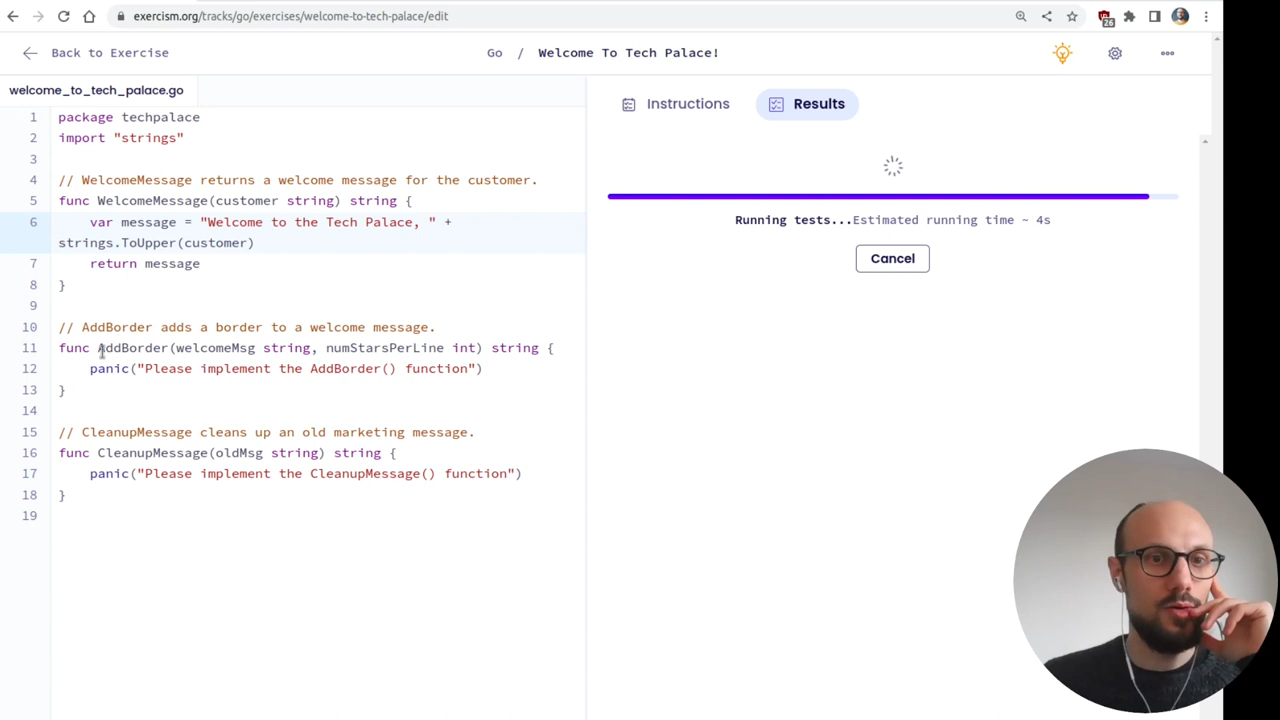 exercism.org/tracks/go/exercises/welcome-to-tech-palace/edit
26
Back to Exercise
Go / Welcome To Tech Palace!
welcome_to_tech_palace.go
Instructions
Results
1 package techpalace
2 import "strings"
3
4 // WelcomeMessage returns a welcome message for the customer.
5 func WelcomeMessage(customer string) string {
6 var message = "Welcome to the Tech Palace, " +
strings.ToUpper(customer)
7 return message
8 }
9
10 // AddBorder adds a border to a welcome message.
11 func AddBorder(welcomeMsg string, numStarsPerLine int) string {
12 panic("Please implement the AddBorder() function")
13 }
14
15 // CleanupMessage cleans up an old marketing message.
16 func CleanupMessage(oldMsg string) string {
17 panic("Please implement the CleanupMessage() function")
18 }
19
Running tests...Estimated running time ~ 4s
Cancel